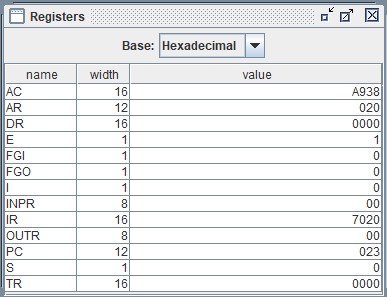 Registers
Base: Hexadecimal
name width value
AC 16 A938
AR 12 020
DR 16 0000
E 1 1
FGI 1 0
FGO 1 0
I 1 0
INPR 8 00
IR 16 7020
OUTR 8 00
PC 12 023
S 1 0
TR 16 0000